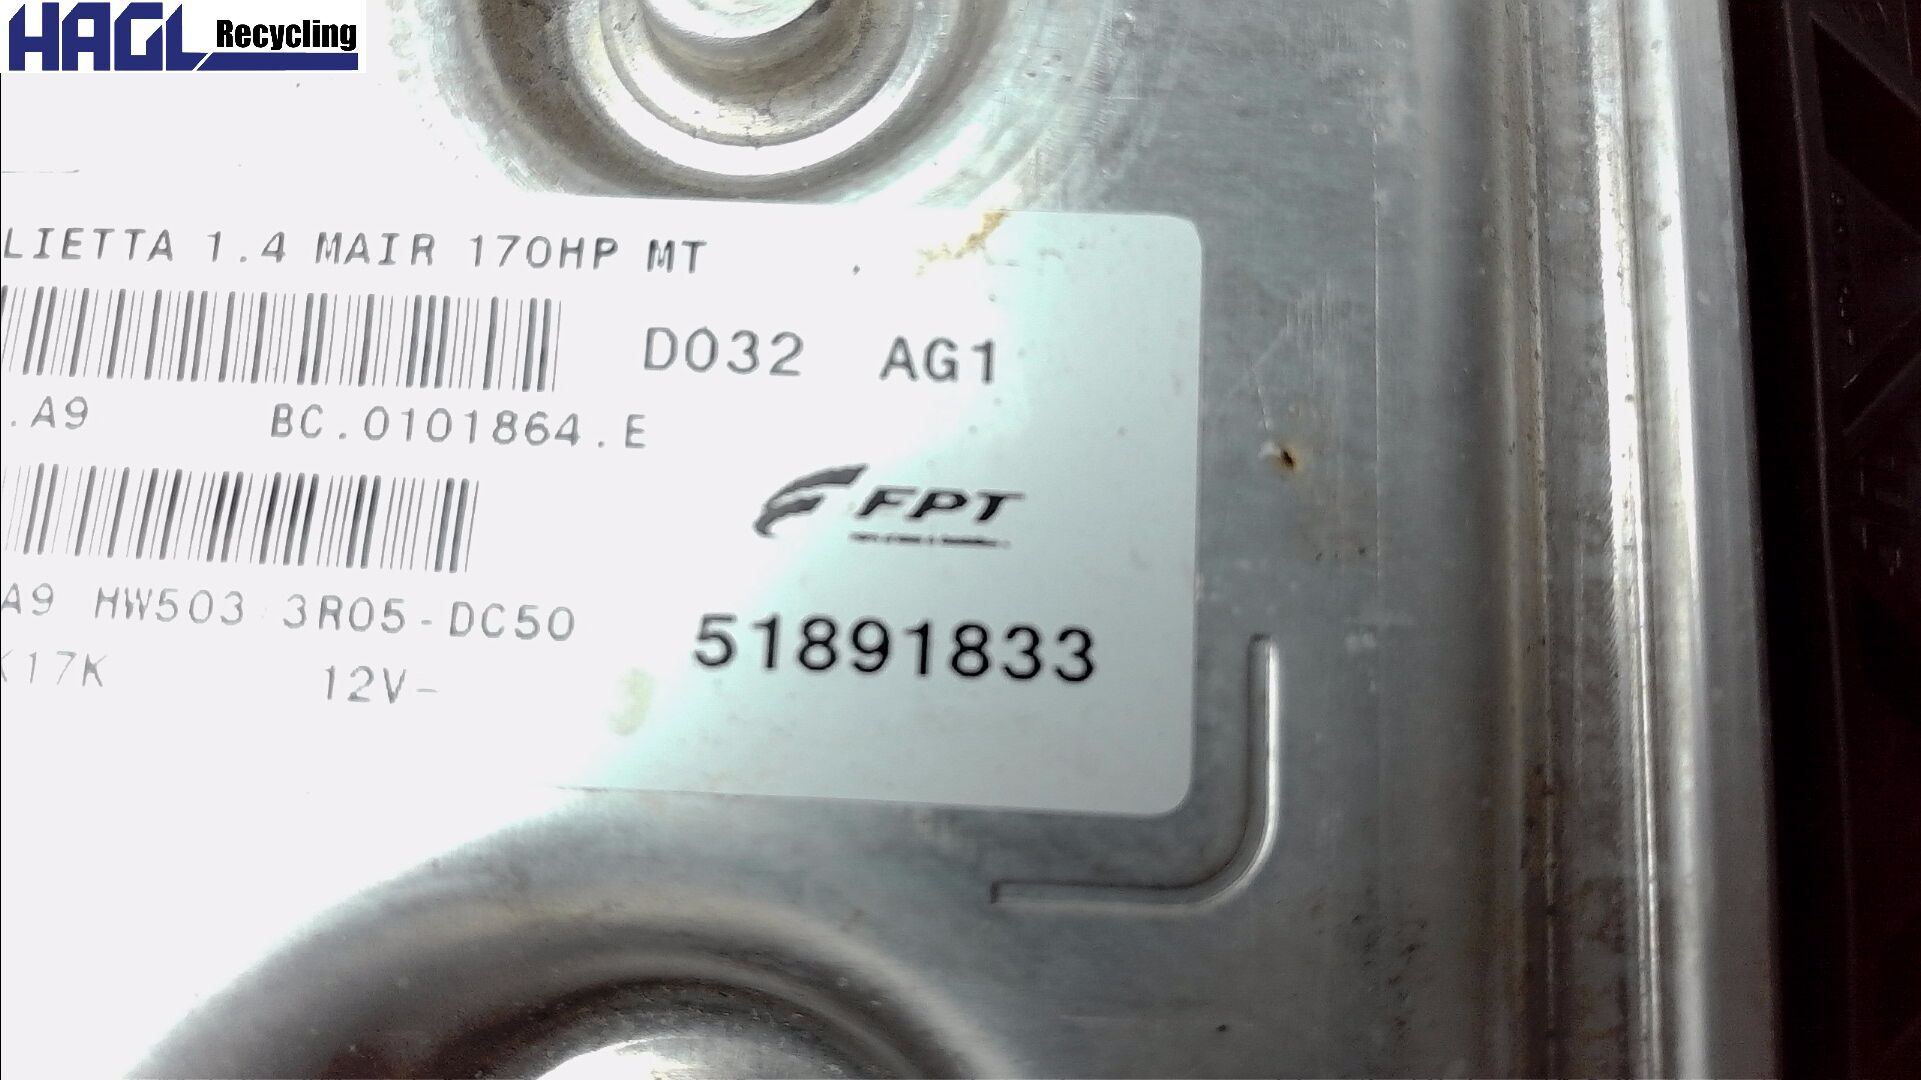 HAGL Recycling
LIETTA 1.4 MAIR 170HP MT
D032 AG1
.A9 BC.0101864.E
FPT
A9 HW503 3R05-DC50
51891833
K17K 12V-